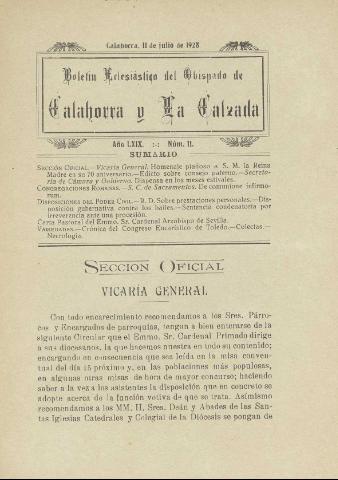 Calahorra, 11 de julio de 1928
Boletín Eclesiástico del Obispado de
Calahorra y La Calzada
Año LXIX. :-: Núm. 11.
SUMARIO
SECCIÓN OFICIAL.—Vicaría General. Homenaje piadoso a S. M. la Reina
Madre en su 70 aniversario.—Edicto sobre consejo paterno.—Secreta-
ría de Cámara y Gobierno. Dispensa en los meses estivales.
CONGREGACIONES ROMANAS.—S. C. de Sacramentos. De communione infirmo-
rum.
DISPOSICIONES DEL PODER CIVIL.—R. D. Sobre prestaciones personales.—Dis-
posición gubernativa contra los bailes.—Sentencia condenatoria por
irreverencia ante una procesión.
Carta Pastoral del Emmo. Sr. Cardenal Arzobispo de Sevilla.
VARIEDADES.—Crónica del Congreso Eucarístico de Toledo.—Colectas.—
Necrología.
SECCION OFICIAL
VICARÍA GENERAL
Con todo encarecimiento recomendamos a los Sres. Párro-
cos y Encargados de parroquias, tengan a bien enterarse de la
siguiente Circular que el Emmo. Sr. Cardenal Primado dirige
a sus diocesanos, la que hacemos nuestra en todo su contenido;
encargando en consecuencia que sea leída en la misa conven-
tual del día 15 próximo y, en las poblaciones más populosas,
en algunas otras misas de hora de mayor concurso; haciendo
saber a la vez a los asistentes la disposición que en concreto se
adopte acerca de la función votiva de que se trata. Asimismo
recomendamos a los MM. II. Sres. Deán y Abades de las San-
tas Iglesias Catedrales y Colegial de la Diócesis se pongan de